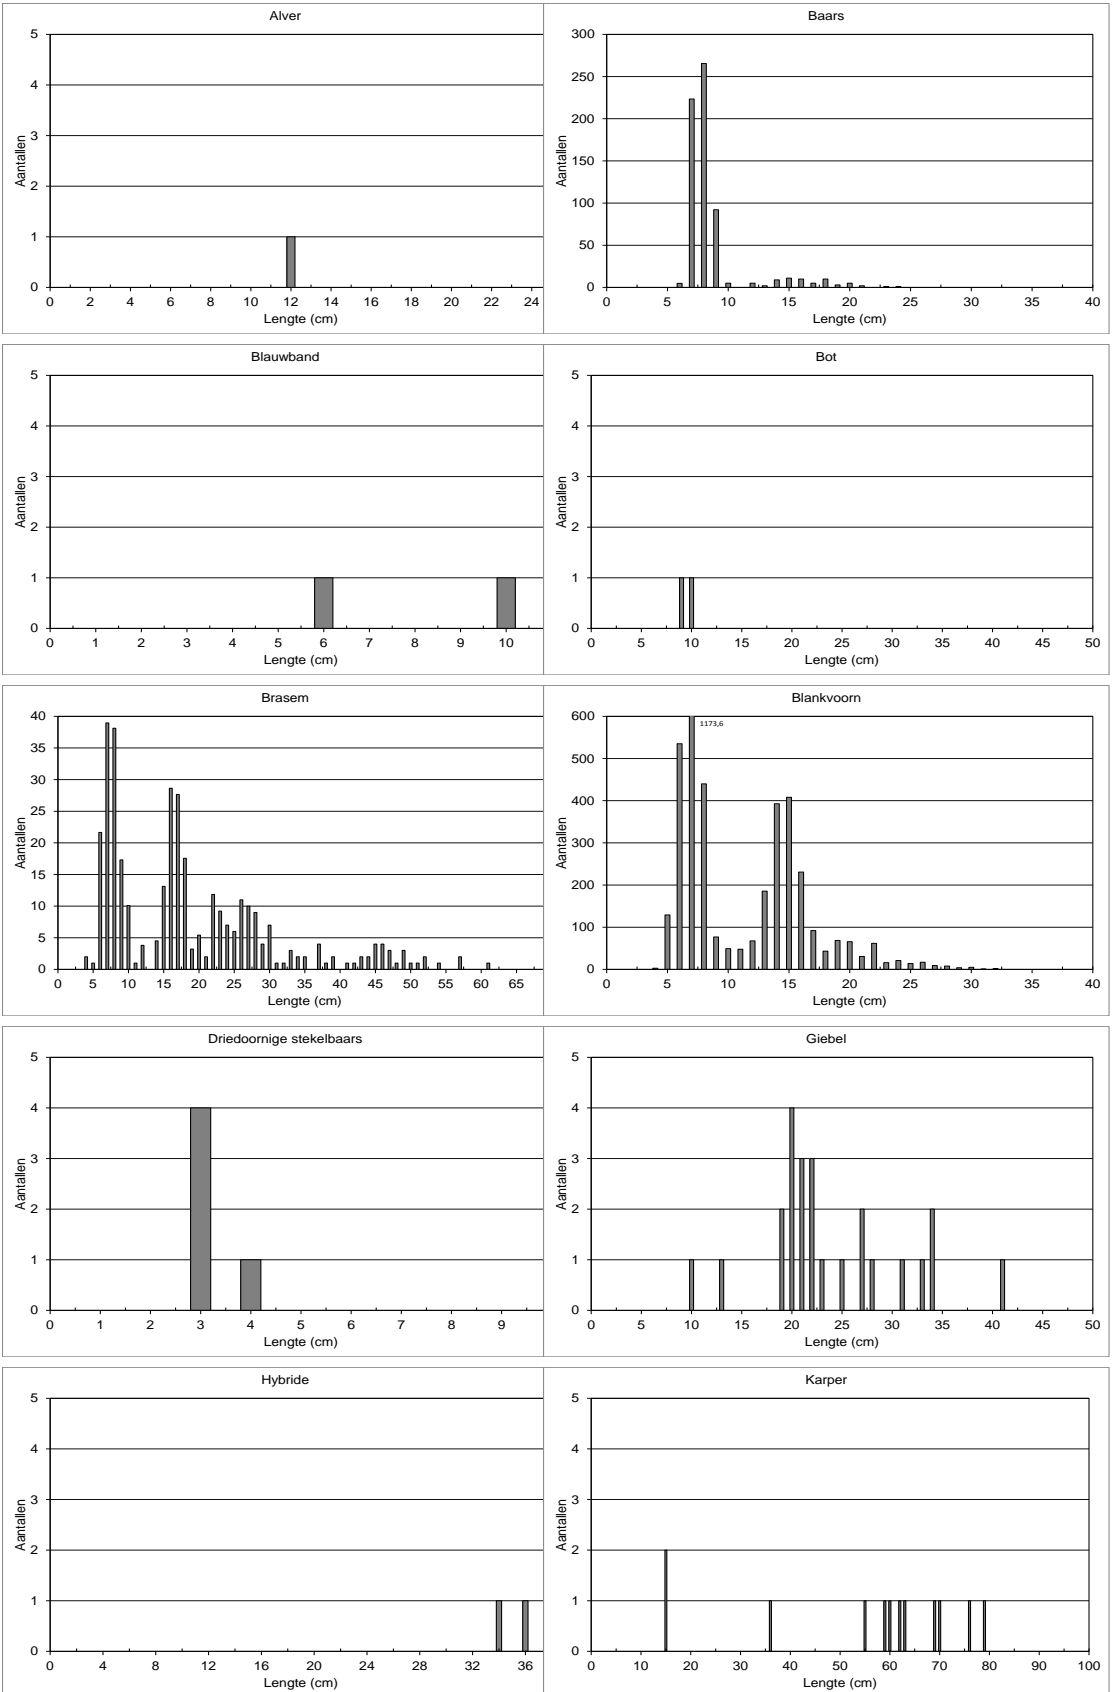 Alver
5
4
3
2
1
0
Aantallen
0 2 4 6 8 10 12 14 16 18 20 22 24
Lengte (cm)
Baars
300
250
200
150
100
50
0
Aantallen
0 5 10 15 20 25 30 35 40
Lengte (cm)
Blauwband
5
4
3
2
1
0
Aantallen
0 1 2 3 4 5 6 7 8 9 10
Lengte (cm)
Bot
5
4
3
2
1
0
Aantallen
0 5 10 15 20 25 30 35 40 45 50
Lengte (cm)
Brasem
40
35
30
25
20
15
10
5
0
Aantallen
0 5 10 15 20 25 30 35 40 45 50 55 60 65
Lengte (cm)
Blankvoorn
600
1173,6
500
400
300
200
100
0
Aantallen
0 5 10 15 20 25 30 35 40
Lengte (cm)
Driedoornige stekelbaars
5
4
3
2
1
0
Aantallen
0 1 2 3 4 5 6 7 8 9
Lengte (cm)
Giebel
5
4
3
2
1
0
Aantallen
0 5 10 15 20 25 30 35 40 45 50
Lengte (cm)
Hybride
5
4
3
2
1
0
Aantallen
0 4 8 12 16 20 24 28 32 36
Lengte (cm)
Karper
5
4
3
2
1
0
Aantallen
0 10 20 30 40 50 60 70 80 90 100
Lengte (cm)